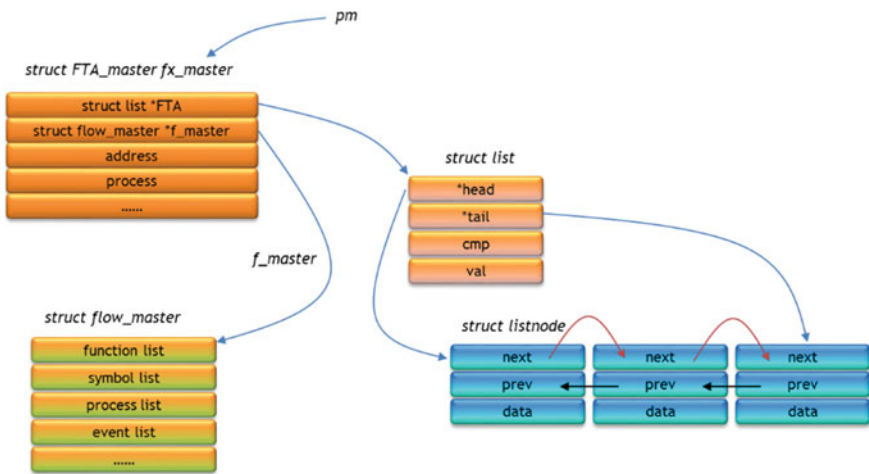 pm
struct FTA_master fx_master
struct list *FTA
struct flow_master *f_master
address
process
......
struct list
*head
*tail
cmp
val
f_master
struct flow_master
function list
symbol list
process list
event list
......
struct listnode
next next next
prev prev prev
data data data